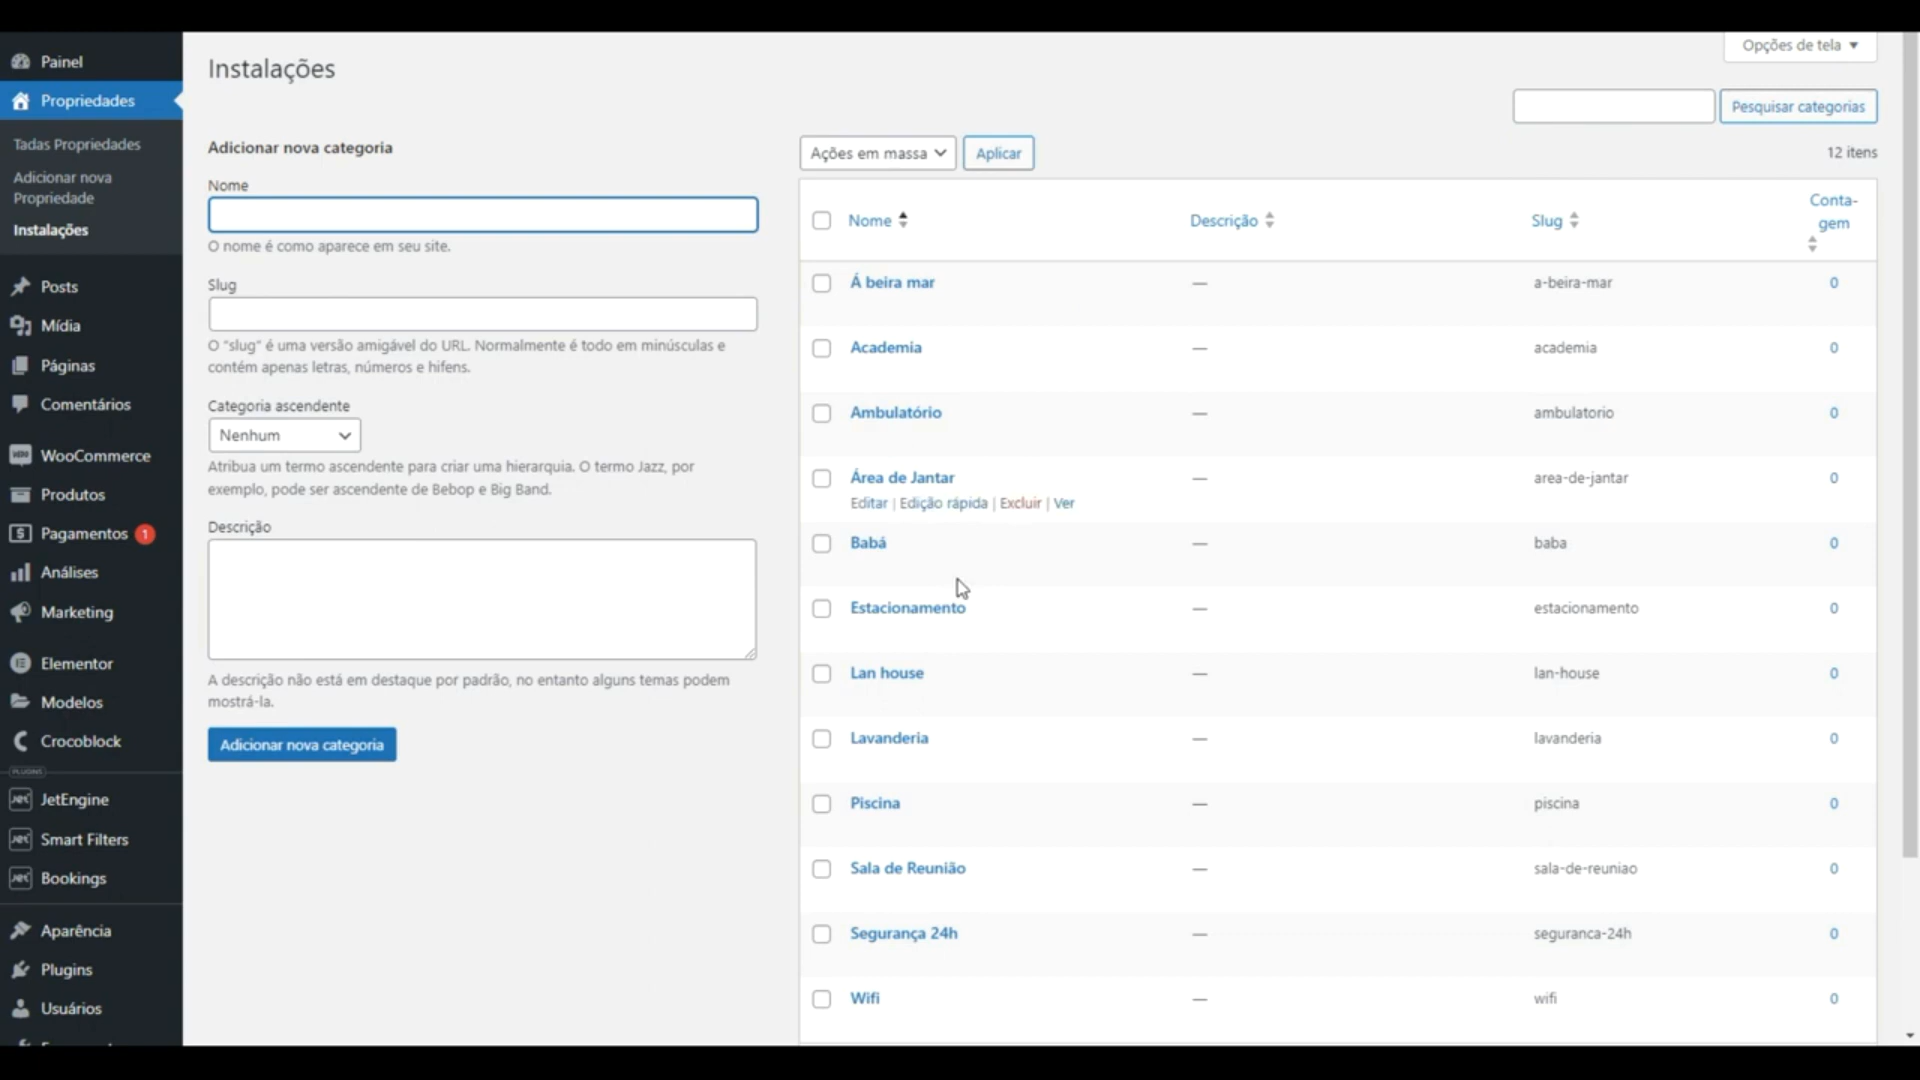 Painel
Propriedades
Tadas Propriedades
Adicionar nova
Propriedade
Instalações
Posts
Mídia
Páginas
Comentários
WooCommerce
Produtos
Pagamentos 1
Análises
Marketing
Elementor
Modelos
Crocoblock
PLUGINS
JetEngine
Smart Filters
Bookings
Aparência
Plugins
Usuários
Instalações
Opções de tela
Pesquisar categorias
Adicionar nova categoria
Nome
O nome é como aparece em seu site.
Slug
O "slug" é uma versão amigável do URL. Normalmente é todo em minúsculas e
contém apenas letras, números e hifens.
Categoria ascendente
Nenhum
Atribua um termo ascendente para criar uma hierarquia. O termo Jazz, por
exemplo, pode ser ascendente de Bebop e Big Band.
Descrição
A descrição não está em destaque por padrão, no entanto alguns temas podem
mostrá-la.
Adicionar nova categoria
Ações em massa Aplicar 12 itens
Nome Descrição Slug Conta-
gem
Á beira mar — a-beira-mar 0
Academia — academia 0
Ambulatório — ambulatorio 0
Área de Jantar — area-de-jantar 0
Editar | Edição rápida | Excluir | Ver
Babá — baba 0
Estacionamento — estacionamento 0
Lan house — lan-house 0
Lavanderia — lavanderia 0
Piscina — piscina 0
Sala de Reunião — sala-de-reuniao 0
Segurança 24h — seguranca-24h 0
Wifi — wifi 0